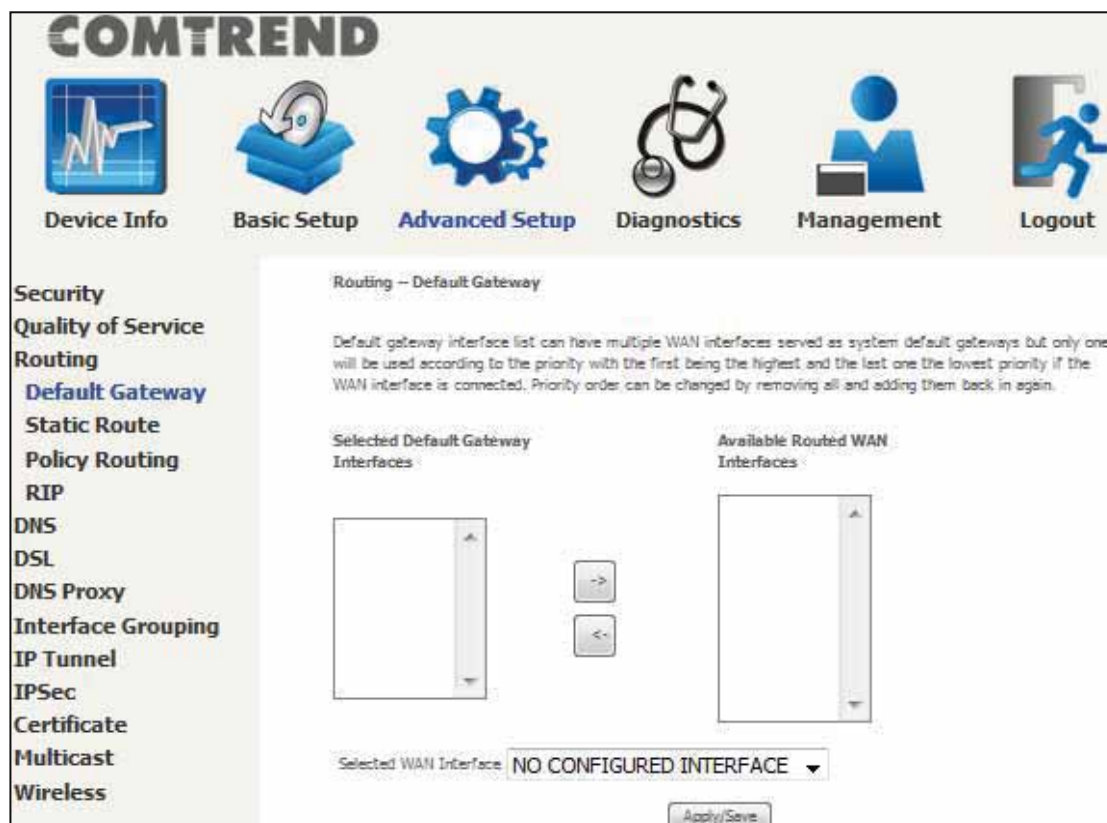 COMTREND
Device Info
Basic Setup
Advanced Setup
Diagnostics
Management
Logout
Security
Quality of Service
Routing
Default Gateway
Static Route
Policy Routing
RIP
DNS
DSL
DNS Proxy
Interface Grouping
IP Tunnel
IPSec
Certificate
Multicast
Wireless
Routing -- Default Gateway
Default gateway interface list can have multiple WAN interfaces served as system default gateways but only one
will be used according to the priority with the first being the highest and the last one the lowest priority if the
WAN interface is connected. Priority order can be changed by removing all and adding them back in again.
Selected Default Gateway
Interfaces
Available Routed WAN
Interfaces
->
<-
Selected WAN Interface NO CONFIGURED INTERFACE
Apply/Save